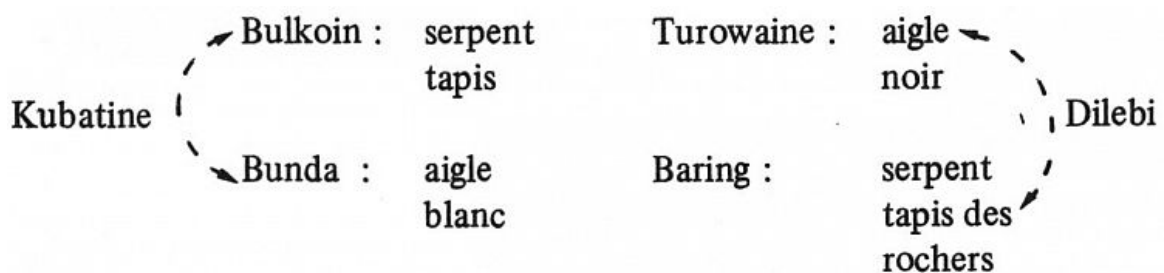 Bulkoin : serpent Turowaine : aigle
tapis noir
Kubatine Dilebi
Bunda : aigle Baring : serpent
blanc tapis des
rochers